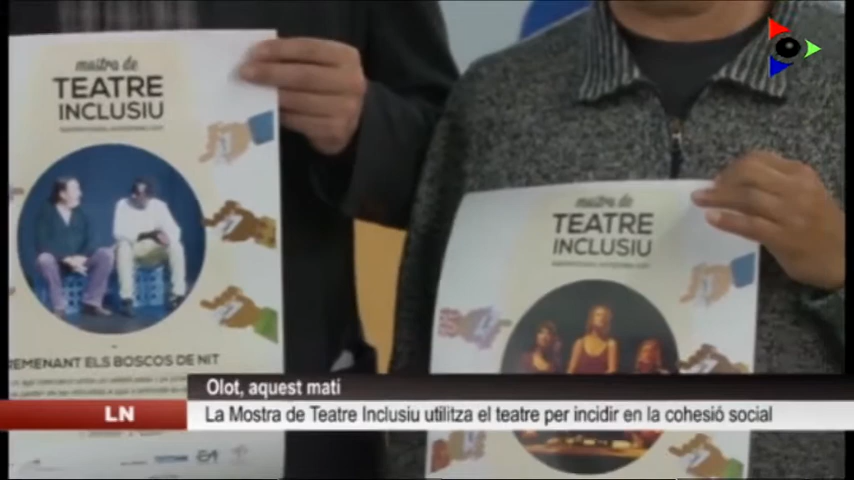 mostra de
TEATRE
INCLUSIU
REMENANT ELS BOSCOS DE NIT
mostra de
TEATRE
INCLUSIU
Olot, aquest matí
LN
La Mostra de Teatre Inclusiu utilitza el teatre per incidir en la cohesió social